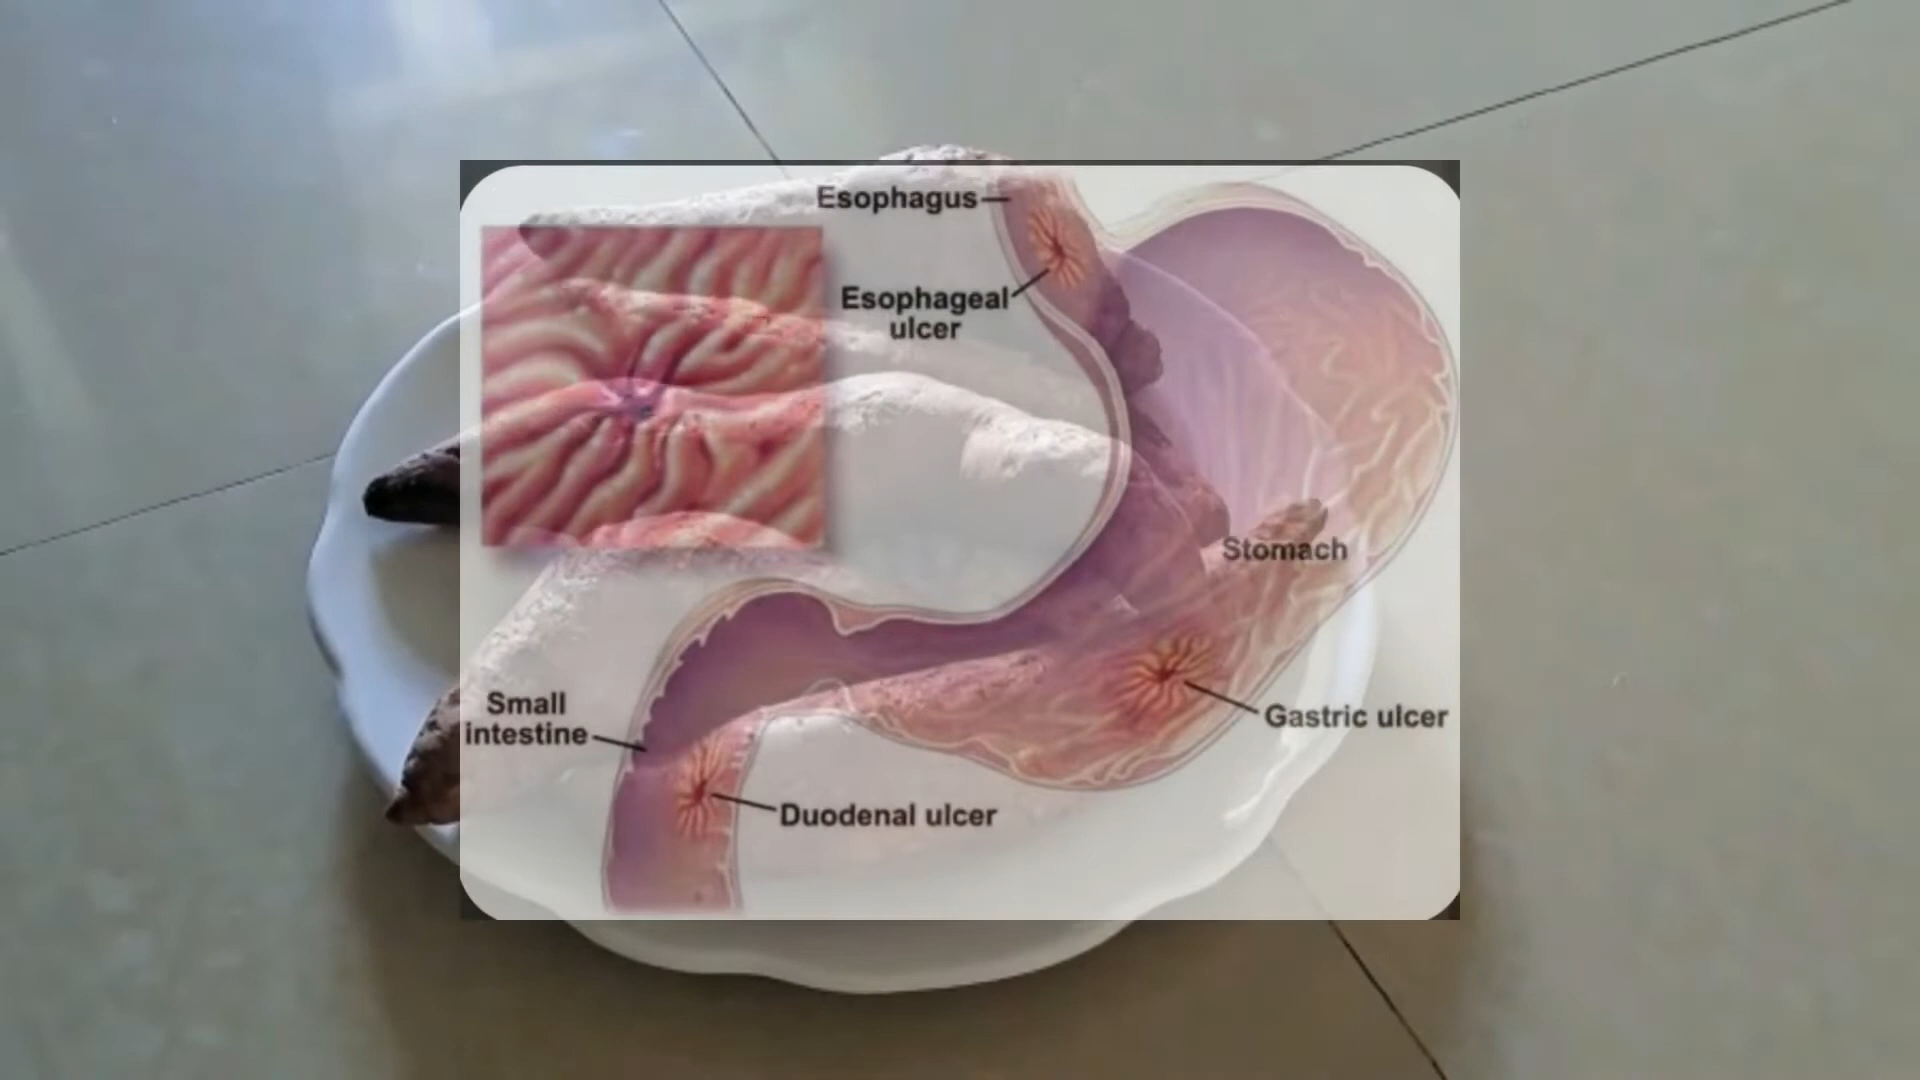 Esophagus
Esophageal
ulcer
Stomach
Small
intestine
Gastric ulcer
Duodenal ulcer